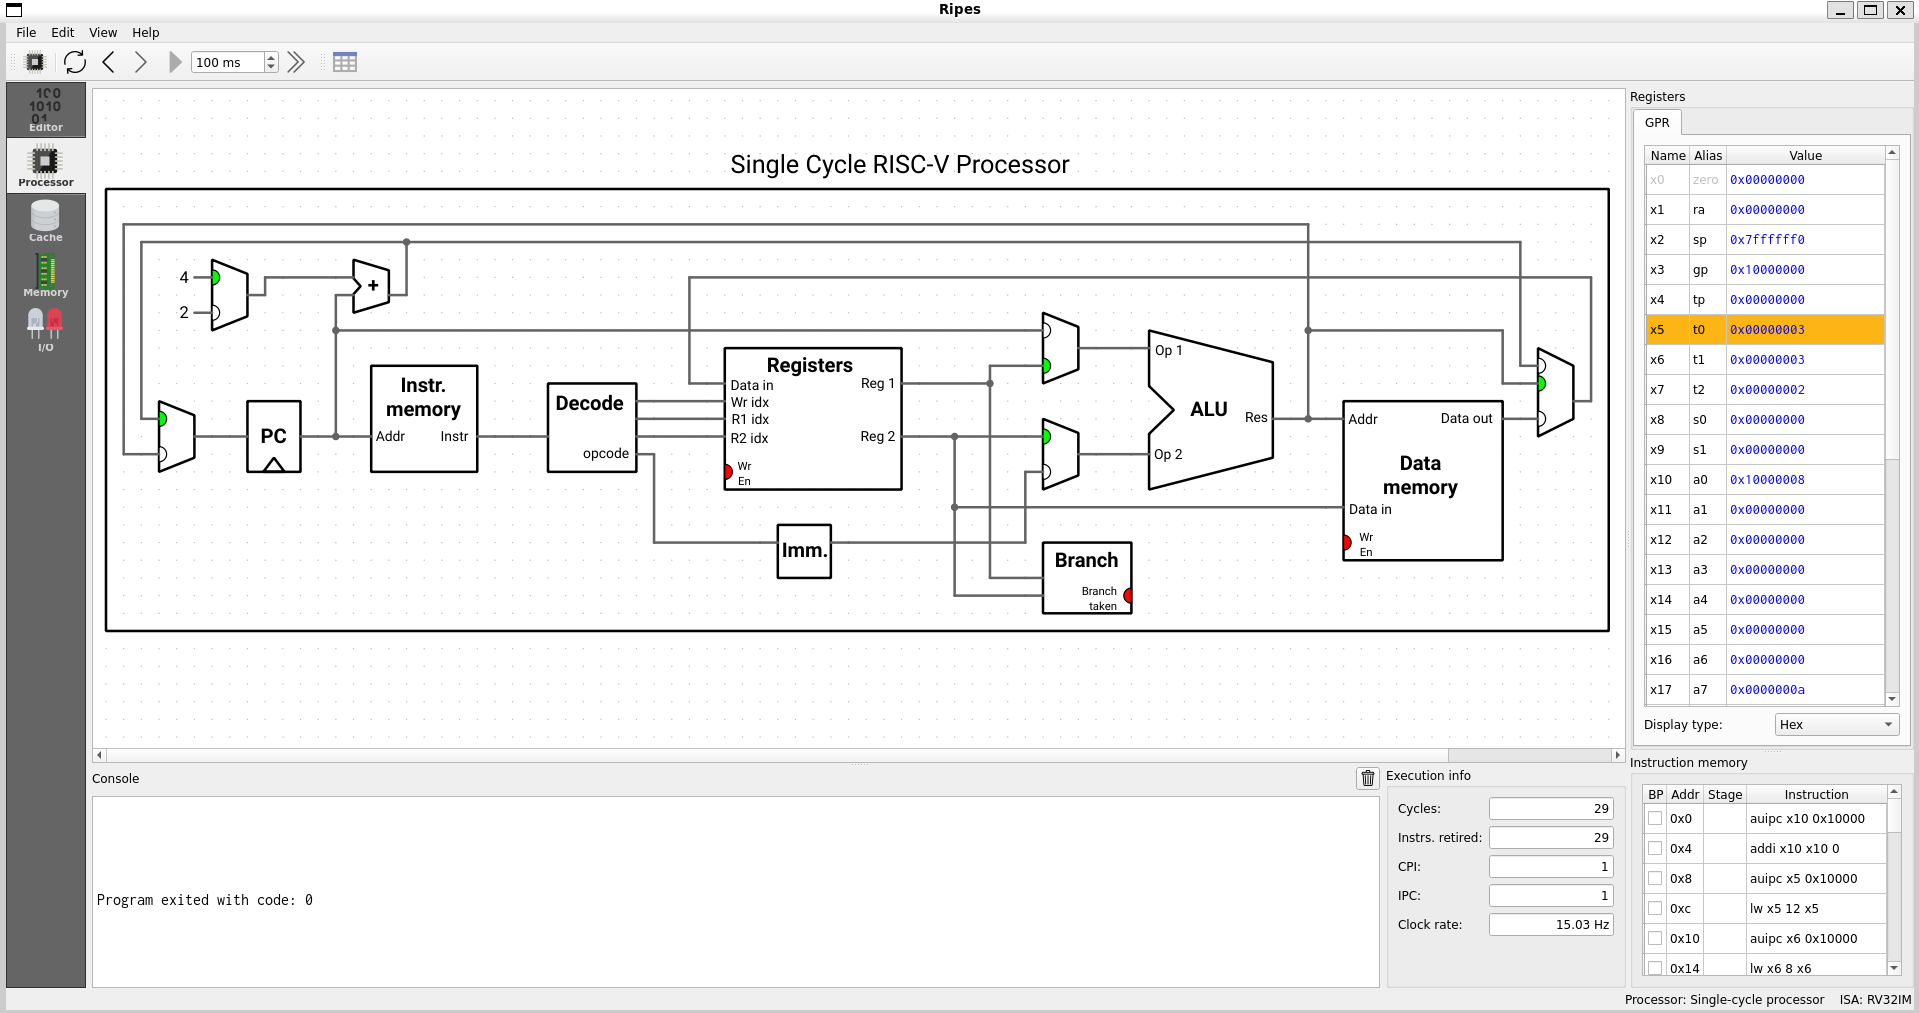 Ripes
File Edit View Help
100 ms
Editor
Processor
Cache
Memory
I/O
Single Cycle RISC-V Processor
4
2
+
PC
Instr.
memory
Addr Instr
Decode
opcode
Registers
Data in Reg 1
Wr idx
R1 idx
R2 idx Reg 2
Wr
En
Imm.
Branch
Branch
taken
Op 1
ALU
Res
Op 2
Addr Data out
Data
memory
Data in
Wr
En
Registers
GPR
Name Alias Value
x0 zero 0x00000000
x1 ra 0x00000000
x2 sp 0x7ffffff0
x3 gp 0x10000000
x4 tp 0x00000000
x5 t0 0x00000003
x6 t1 0x00000003
x7 t2 0x00000002
x8 s0 0x00000000
x9 s1 0x00000000
x10 a0 0x10000008
x11 a1 0x00000000
x12 a2 0x00000000
x13 a3 0x00000000
x14 a4 0x00000000
x15 a5 0x00000000
x16 a6 0x00000000
x17 a7 0x0000000a
Display type: Hex
Console
Program exited with code: 0
Execution info
Cycles: 29
Instrs. retired: 29
CPI: 1
IPC: 1
Clock rate: 15.03 Hz
Instruction memory
BP Addr Stage Instruction
0x0 auipc x10 0x10000
0x4 addi x10 x10 0
0x8 auipc x5 0x10000
0xc lw x5 12 x5
0x10 auipc x6 0x10000
0x14 lw x6 8 x6
Processor: Single-cycle processor ISA: RV32IM